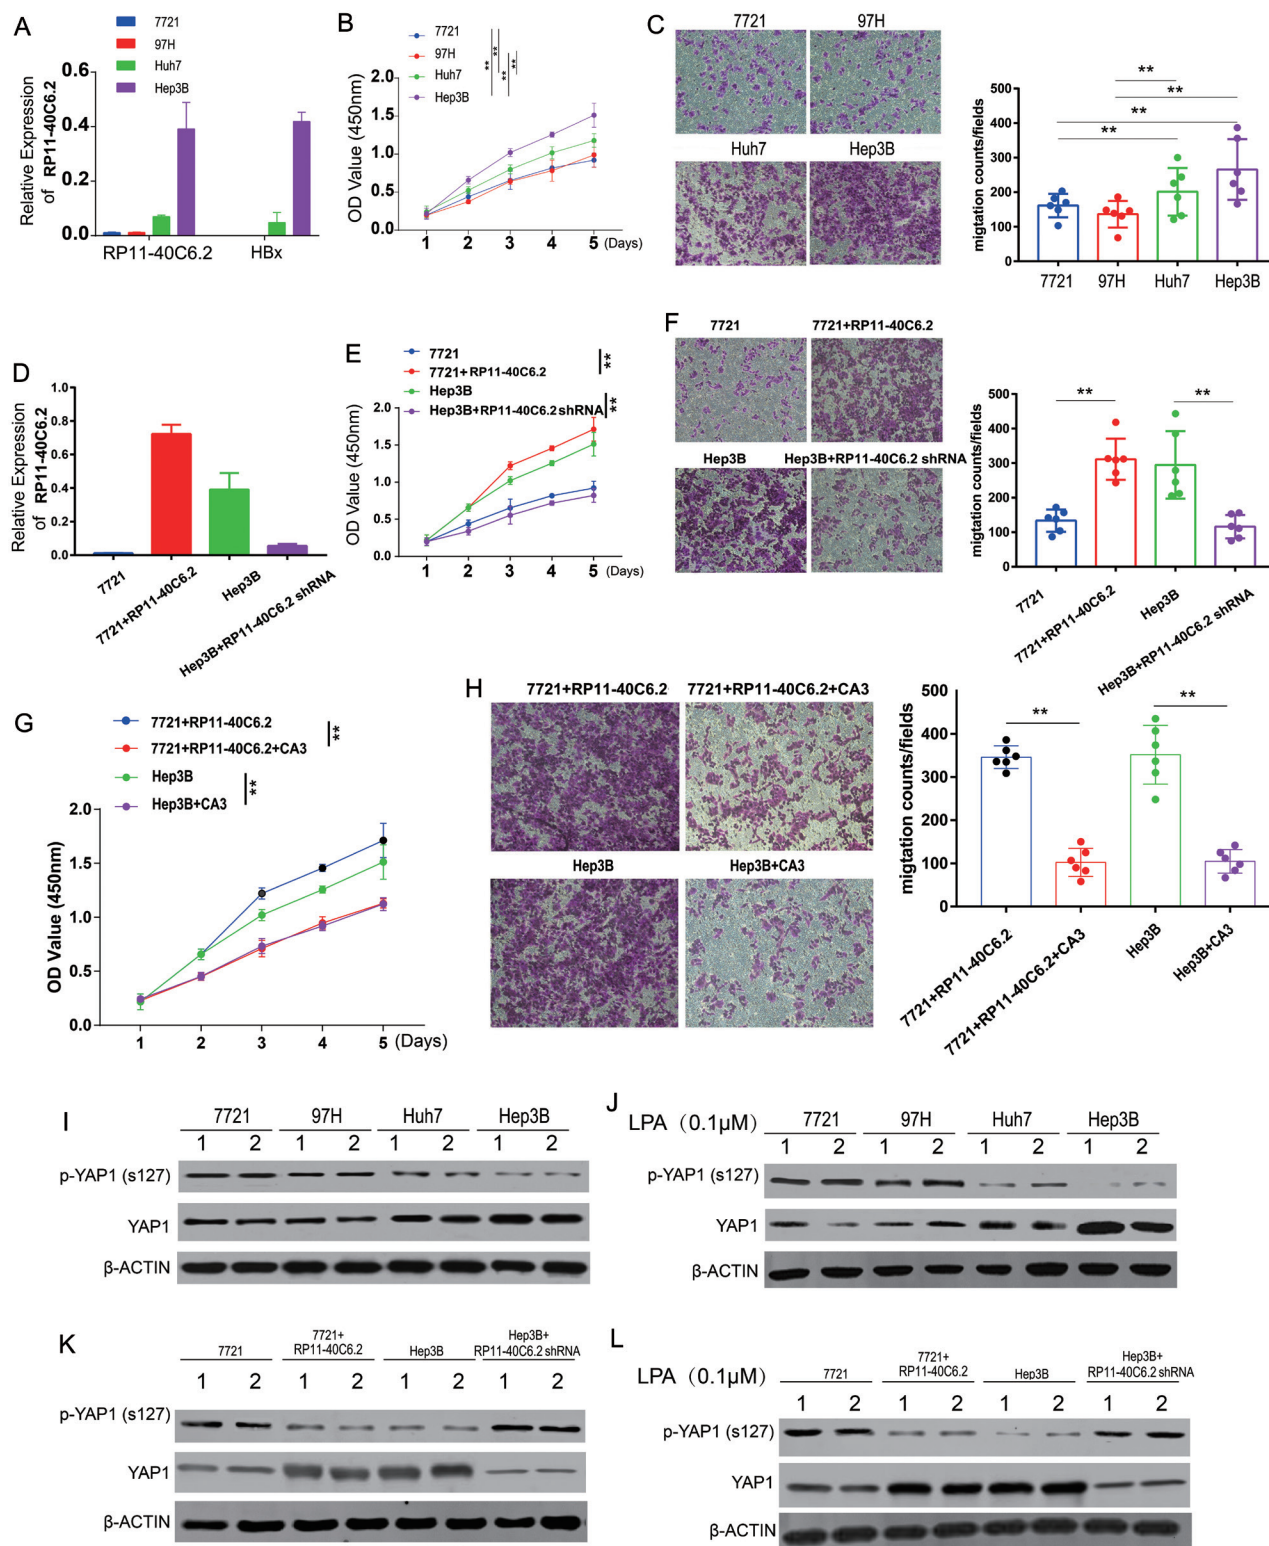 A
7721
97H
Huh7
Hep3B
Relative Expression
of RP11-40C6.2
0.6
0.4
0.2
0.0
RP11-40C6.2 HBx
B
7721
97H
Huh7
Hep3B
** ** ** **
OD Value (450nm)
2.0
1.5
1.0
0.5
0.0
1 2 3 4 5 (Days)
C
7721 97H
Huh7 Hep3B
migtation counts/fields
500
400
300
200
100
0
**
**
**
**
7721 97H Huh7 Hep3B
D
Relative Expression
of RP11-40C6.2
1.0
0.8
0.6
0.4
0.2
0.0
7721
7721+RP11-40C6.2
Hep3B
Hep3B+RP11-40C6.2 shRNA
E
7721
7721+RP11-40C6.2
Hep3B
Hep3B+RP11-40C6.2 shRNA
**
**
OD Value (450nm)
2.0
1.5
1.0
0.5
0.0
1 2 3 4 5 (Days)
F
7721 7721+RP11-40C6.2
Hep3B Hep3B+RP11-40C6.2 shRNA
migtation counts/fields
500
400
300
200
100
0
** **
7721
7721+RP11-40C6.2
Hep3B
Hep3B+RP11-40C6.2 shRNA
G
7721+RP11-40C6.2
7721+RP11-40C6.2+CA3
Hep3B
Hep3B+CA3
**
**
OD Value (450nm)
2.0
1.5
1.0
0.5
0.0
1 2 3 4 5 (Days)
H
7721+RP11-40C6.2 7721+RP11-40C6.2+CA3
Hep3B Hep3B+CA3
migtation counts/fields
500
400
300
200
100
0
** **
7721+RP11-40C6.2
7721+RP11-40C6.2+CA3
Hep3B
Hep3B+CA3
I
7721 97H Huh7 Hep3B
1 2 1 2 1 2 1 2
p-YAP1 (s127)
YAP1
β-ACTIN
J
LPA（0.1μM） 7721 97H Huh7 Hep3B
1 2 1 2 1 2 1 2
p-YAP1 (s127)
YAP1
β-ACTIN
K
7721 7721+ RP11-40C6.2 Hep3B Hep3B+ RP11-40C6.2 shRNA
1 2 1 2 1 2 1 2
p-YAP1 (s127)
YAP1
β-ACTIN
L
LPA（0.1μM） 7721 7721+ RP11-40C6.2 Hep3B Hep3B+ RP11-40C6.2 shRNA
1 2 1 2 1 2 1 2
p-YAP1 (s127)
YAP1
β-ACTIN